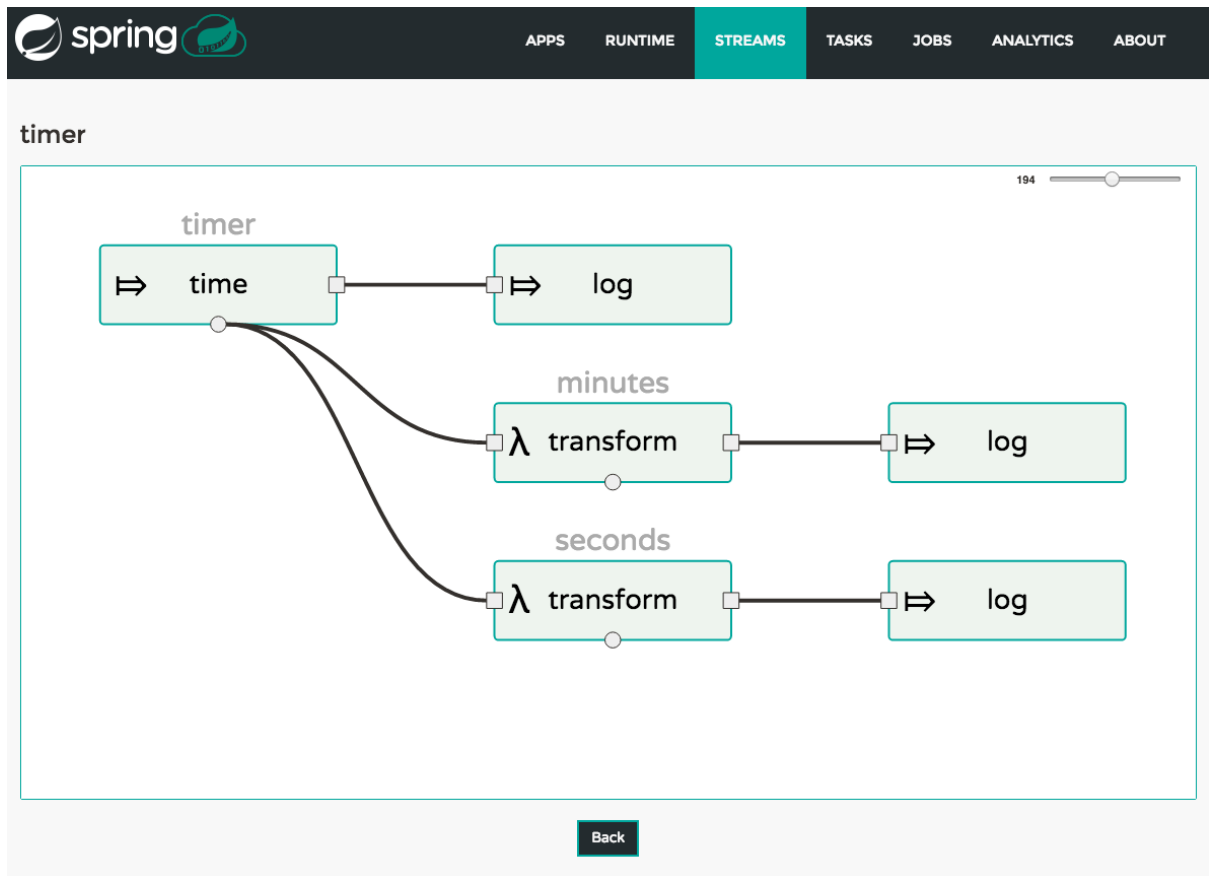 spring
APPS RUNTIME STREAMS TASKS JOBS ANALYTICS ABOUT
timer
194
timer
time log
minutes
λ transform log
seconds
λ transform log
Back